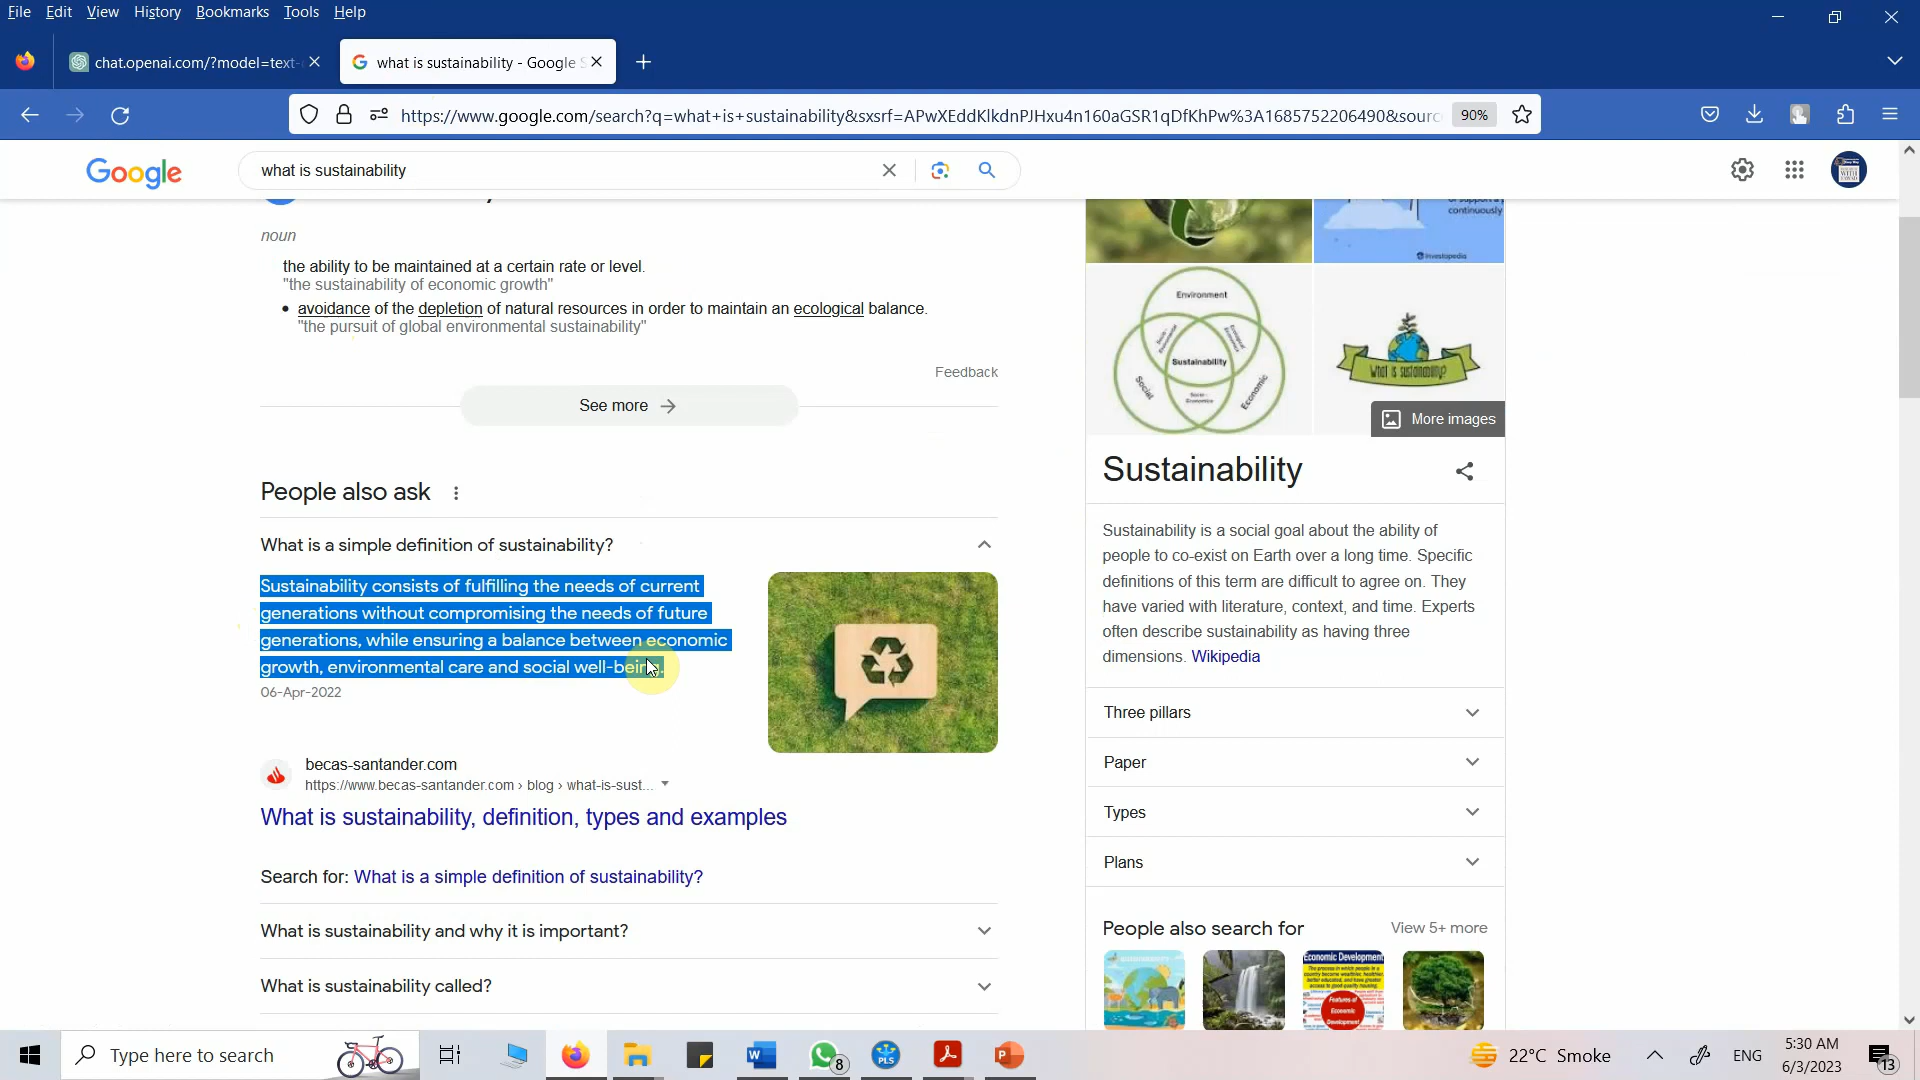 File Edit View History Bookmarks Tools Help
chat.openai.com/?model=text-
what is sustainability - Google S
https://www.google.com/search?q=what+is+sustainability&sxsrf=APwXEddKlkdnPJHxu4n160aGSR1qDfKhPw%3A1685752206490&sourc
90%
Google
what is sustainability
noun
the ability to be maintained at a certain rate or level.
"the sustainability of economic growth"
avoidance of the depletion of natural resources in order to maintain an ecological balance.
"the pursuit of global environmental sustainability"
Feedback
See more
People also ask
What is a simple definition of sustainability?
Sustainability consists of fulfilling the needs of current
generations without compromising the needs of future
generations, while ensuring a balance between economic
growth, environmental care and social well-being.
06-Apr-2022
becas-santander.com
https://www.becas-santander.com › blog › what-is-sust...
What is sustainability, definition, types and examples
Search for: What is a simple definition of sustainability?
What is sustainability and why it is important?
What is sustainability called?
continuously
Investopedia
Environment
Sustainability
Social
Economic
What is sustainability?
More images
Sustainability
Sustainability is a social goal about the ability of
people to co-exist on Earth over a long time. Specific
definitions of this term are difficult to agree on. They
have varied with literature, context, and time. Experts
often describe sustainability as having three
dimensions. Wikipedia
Three pillars
Paper
Types
Plans
People also search for
View 5+ more
Economic Development
Features of
Economic
Development
Type here to search
8
PLS
22°C Smoke
ENG
5:30 AM
6/3/2023
13